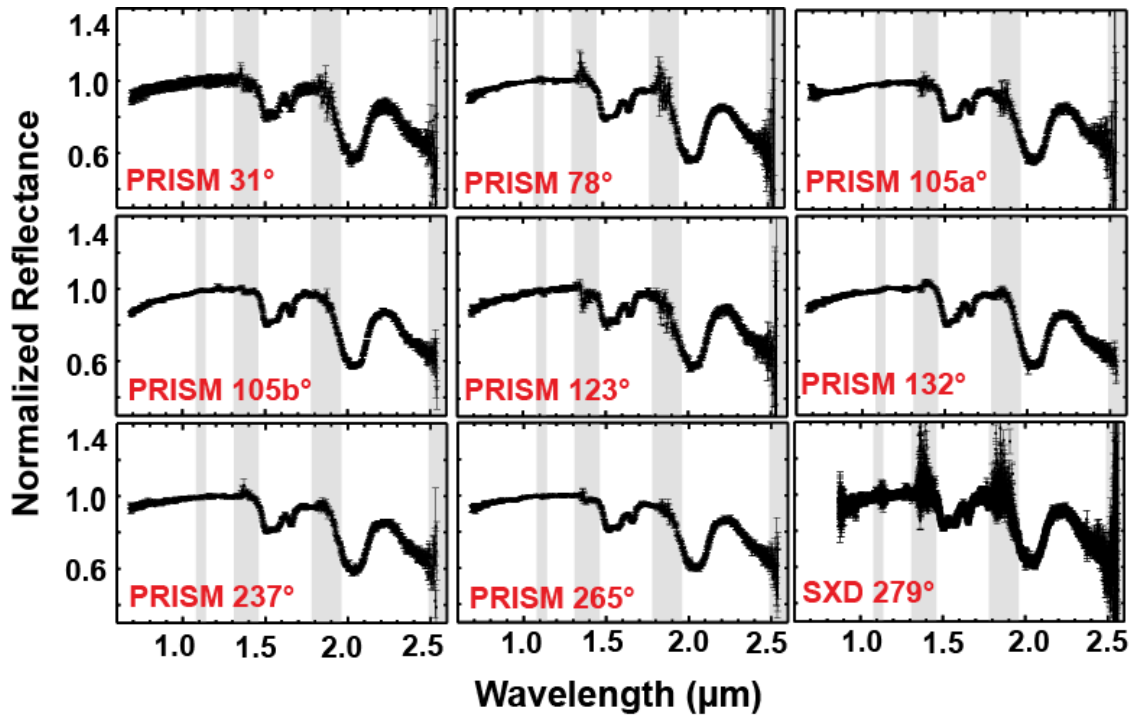 1.4
1.0
0.6
PRISM 31°
PRISM 78°
PRISM 105a°
1.4
1.0
0.6
PRISM 105b°
PRISM 123°
PRISM 132°
1.4
1.0
0.6
PRISM 237°
PRISM 265°
SXD 279°
1.0 1.5 2.0 2.5 1.0 1.5 2.0 2.5 1.0 1.5 2.0 2.5
Normalized Reflectance
Wavelength (μm)